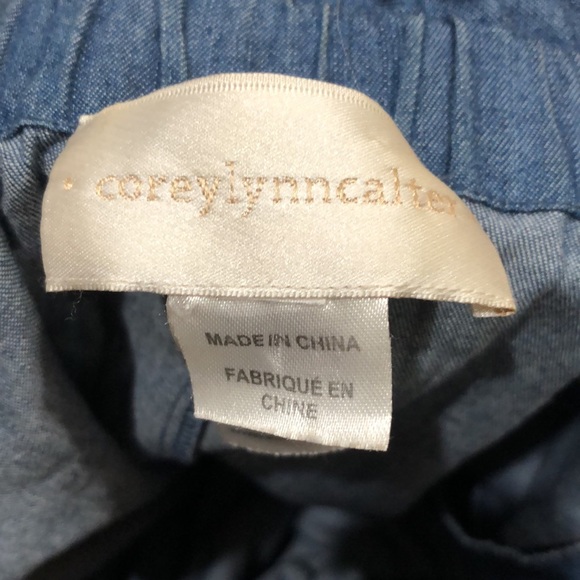 coreylynncalter
MADE IN CHINA
FABRIQUÉ EN
CHINE